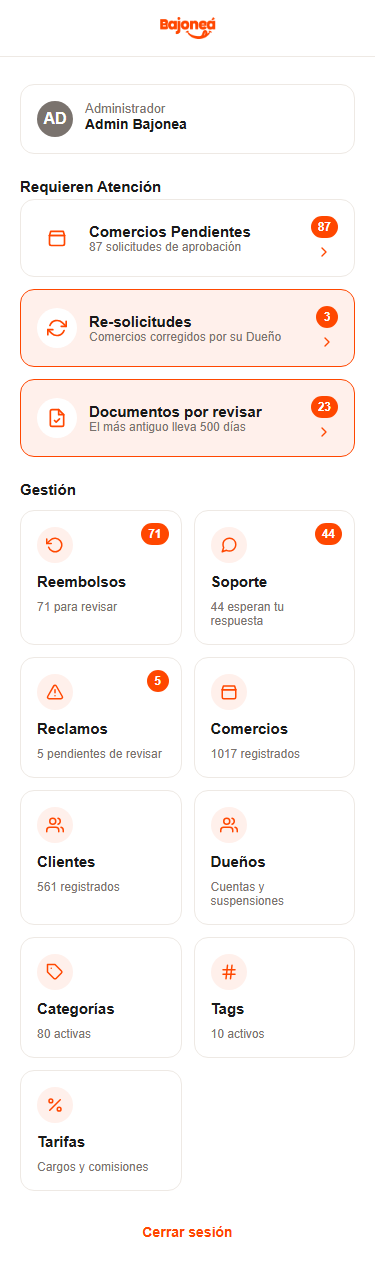 Bajoneá
AD
Administrador
Admin Bajonea
Requieren Atención
Comercios Pendientes
87 solicitudes de aprobación
87
Re-solicitudes
Comercios corregidos por su Dueño
3
Documentos por revisar
El más antiguo lleva 500 días
23
Gestión
71
Reembolsos
71 para revisar
44
Soporte
44 esperan tu
respuesta
5
Reclamos
5 pendientes de revisar
Comercios
1017 registrados
Clientes
561 registrados
Dueños
Cuentas y
suspensiones
Categorías
80 activas
Tags
10 activos
Tarifas
Cargos y comisiones
Cerrar sesión